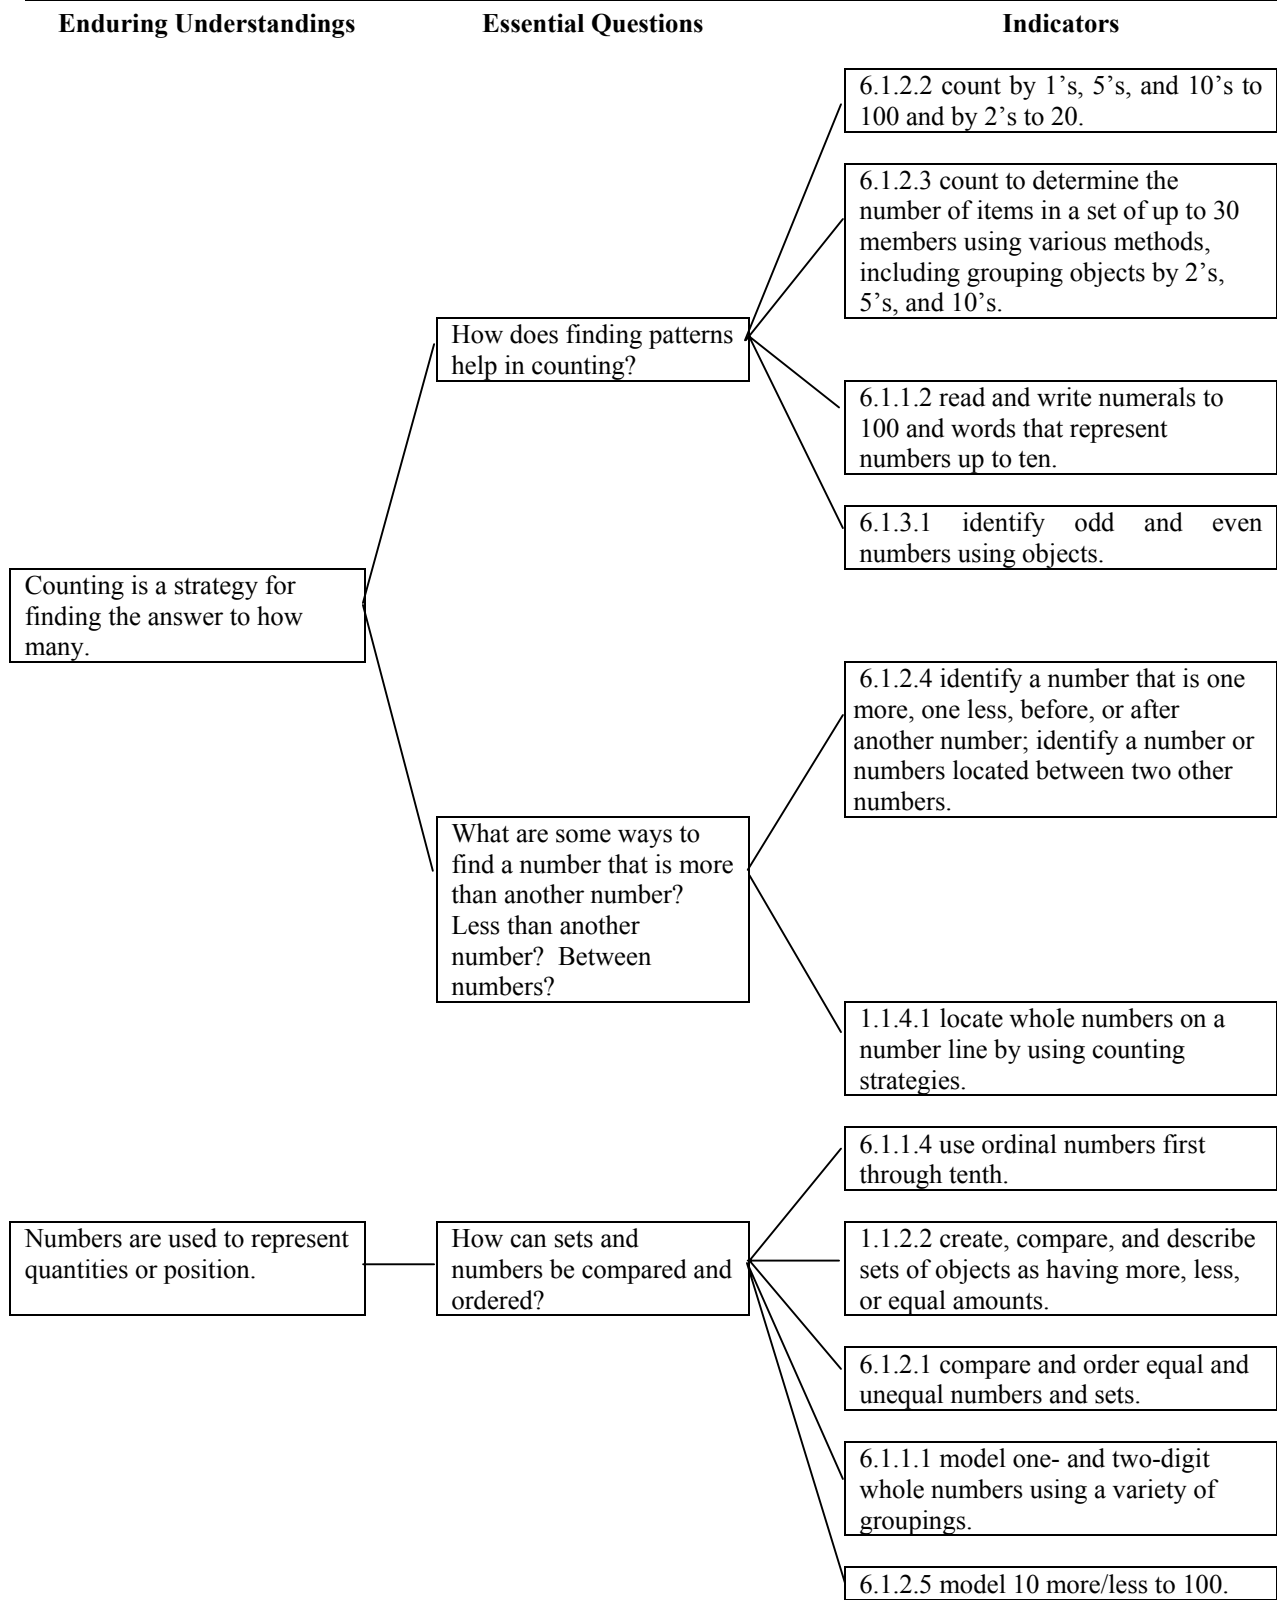 Enduring Understandings
Essential Questions
Indicators
6.1.2.2 count by 1’s, 5’s, and 10’s to
100 and by 2’s to 20.
6.1.2.3 count to determine the
number of items in a set of up to 30
members using various methods,
including grouping objects by 2’s,
5’s, and 10’s.
How does finding patterns
help in counting?
6.1.1.2 read and write numerals to
100 and words that represent
numbers up to ten.
6.1.3.1 identify odd and even
numbers using objects.
Counting is a strategy for
finding the answer to how
many.
6.1.2.4 identify a number that is one
more, one less, before, or after
another number; identify a number or
numbers located between two other
numbers.
What are some ways to
find a number that is more
than another number?
Less than another
number?  Between
numbers?
1.1.4.1 locate whole numbers on a
number line by using counting
strategies.
6.1.1.4 use ordinal numbers first
through tenth.
Numbers are used to represent
quantities or position.
How can sets and
numbers be compared and
ordered?
1.1.2.2 create, compare, and describe
sets of objects as having more, less,
or equal amounts.
6.1.2.1 compare and order equal and
unequal numbers and sets.
6.1.1.1 model one- and two-digit
whole numbers using a variety of
groupings.
6.1.2.5 model 10 more/less to 100.